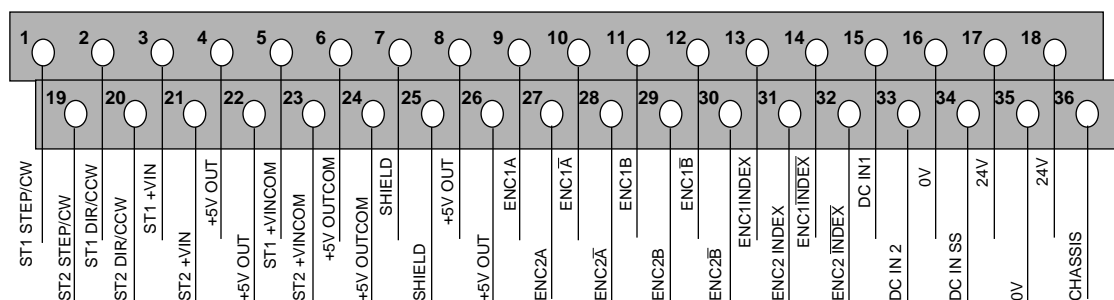 1 2 3 4 5 6 7 8 9 10 11 12 13 14 15 16 17 18
19 20 21 22 23 24 25 26 27 28 29 30 31 32 33 34 35 36
ST1 STEP/CW
ST2 STEP/CW
ST1 DIR/CCW
ST2 DIR/CCW
ST1 +VIN
ST2 +VIN
+5V OUT
+5V OUT
ST1 +VINCOM
ST2 +VINCOM
+5V OUTCOM
+5V OUTCOM
SHIELD
SHIELD
+5V OUT
+5V OUT
ENC1A
ENC2A
ENC1A̅
ENC2A̅
ENC1B
ENC2B
ENC1B̅
ENC2B̅
ENC1INDEX
ENC2 INDEX
ENC1I̅N̅D̅E̅X̅
ENC2 I̅N̅D̅E̅X̅
DC IN1
DC IN 2
0V
DC IN SS
24V
0V
24V
CHASSIS